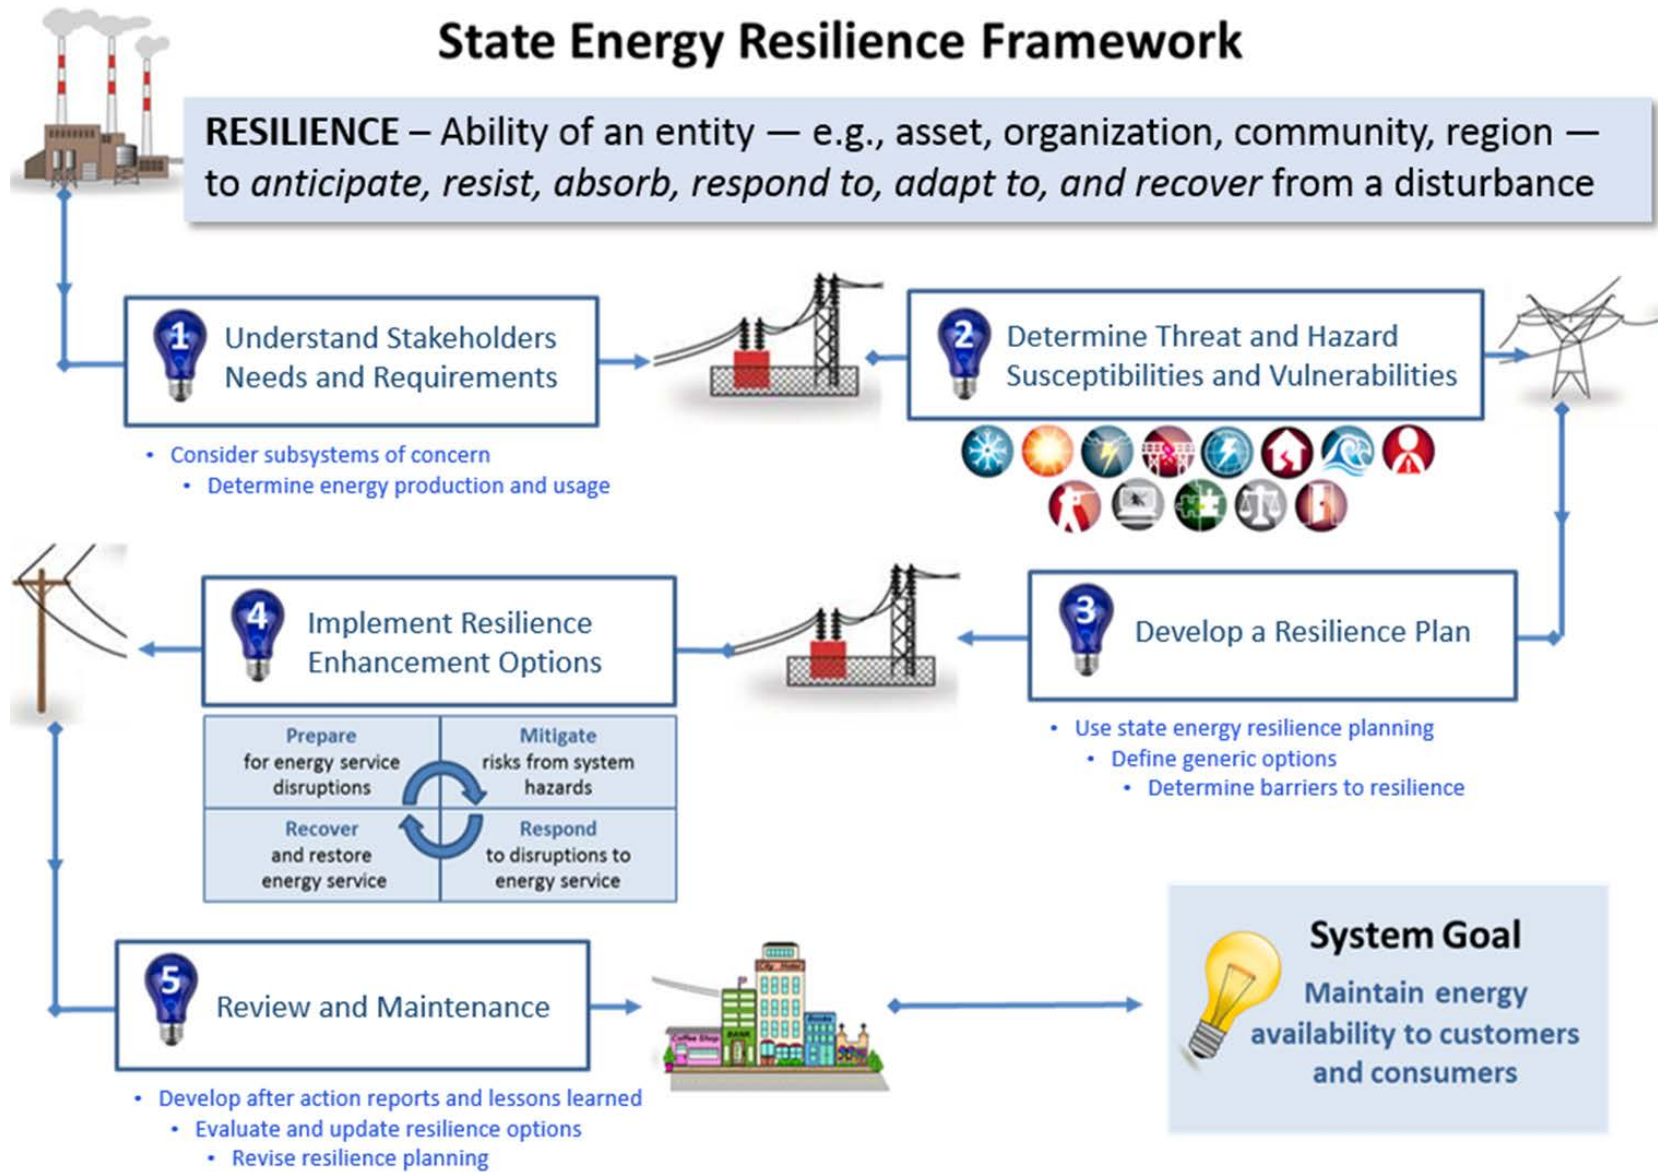 State Energy Resilience Framework
RESILIENCE – Ability of an entity — e.g., asset, organization, community, region —
to anticipate, resist, absorb, respond to, adapt to, and recover from a disturbance
1
Understand Stakeholders
Needs and Requirements
• Consider subsystems of concern
• Determine energy production and usage
2
Determine Threat and Hazard
Susceptibilities and Vulnerabilities
3
Develop a Resilience Plan
• Use state energy resilience planning
• Define generic options
• Determine barriers to resilience
4
Implement Resilience
Enhancement Options
Prepare
for energy service
disruptions
Mitigate
risks from system
hazards
Recover
and restore
energy service
Respond
to disruptions to
energy service
5
Review and Maintenance
• Develop after action reports and lessons learned
• Evaluate and update resilience options
• Revise resilience planning
Coffee Shop
BANK
City Hotel
Books
System Goal
Maintain energy
availability to customers
and consumers